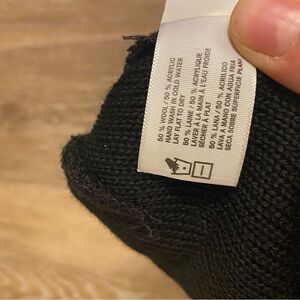 50 % WOOL / 50 % ACRYLIC
HAND WASH IN COLD WATER
LAY FLAT TO DRY
50 % LAINE / 50 % ACRYLIQUE
LAVER À LA MAIN À L'EAU FROIDE
SÉCHER À PLAT
50 % LANA / 50 % ACRILICO
LAVA A MANO CON AGUA FRIA
SECA SOBRE SUPERFICIE PLANA